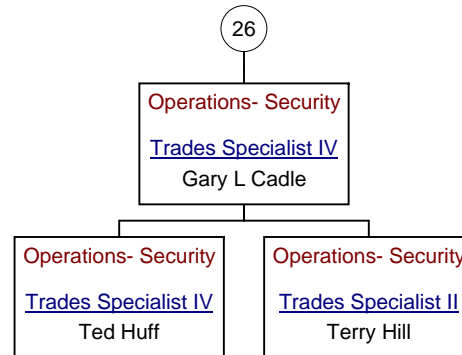 26
Operations- Security
Trades Specialist IV
Gary L Cadle
Operations- Security
Trades Specialist IV
Ted Huff
Operations- Security
Trades Specialist II
Terry Hill